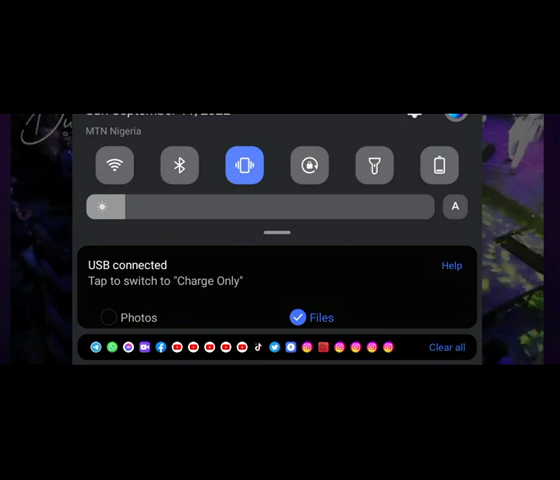 MTN Nigeria
A
USB connected
Help
Tap to switch to "Charge Only"
Photos
Files
Clear all